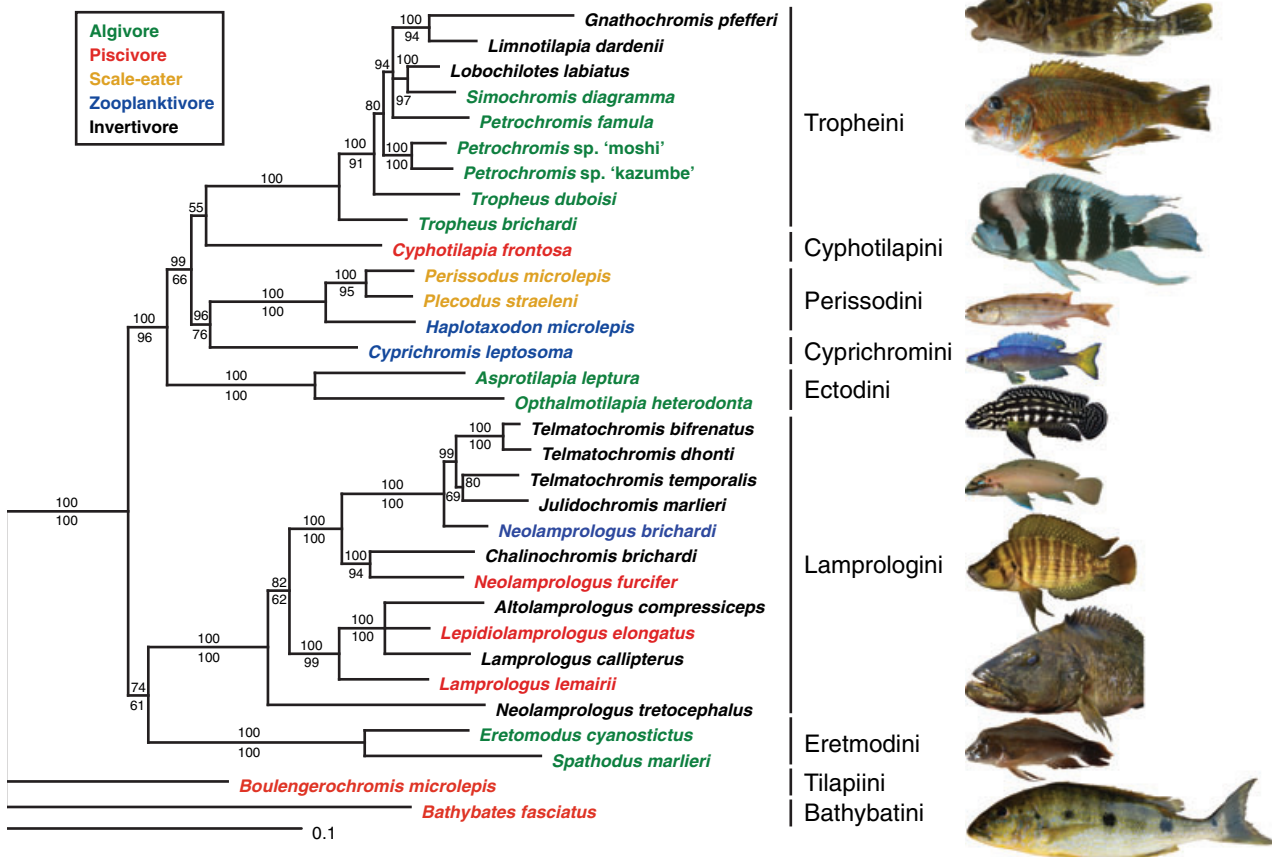 Algivore
Piscivore
Scale-eater
Zooplanktivore
Invertivore
100
94
Gnathochromis pfefferi
Limnotilapia dardenii
94
100
97
Lobochilotes labiatus
Simochromis diagramma
80
Petrochromis famula
100
100
Petrochromis sp. ‘moshi’
Petrochromis sp. ‘kazumbe’
100
91
Tropheus duboisi
100
Tropheus brichardi
55
Cyphotilapia frontosa
99
66
100
95
Perissodus microlepis
Plecodus straeleni
100
100
Haplotaxodon microlepis
96
76
Cyprichromis leptosoma
100
96
100
100
Asprotilapia leptura
Opthalmotilapia heterodonta
100
100
Telmatochromis bifrenatus
Telmatochromis dhonti
99
80
69
Telmatochromis temporalis
Julidochromis marlieri
100
100
Neolamprologus brichardi
100
100
100
94
Chalinochromis brichardi
Neolamprologus furcifer
82
62
Altolamprologus compressiceps
100
100
Lepidiolamprologus elongatus
Lamprologus callipterus
100
99
Lamprologus lemairii
100
100
Neolamprologus tretocephalus
74
61
100
100
Eretomodus cyanostictus
Spathodus marlieri
100
100
Boulengerochromis microlepis
Bathybates fasciatus
0.1
Tropheini
Cyphotilapini
Perissodini
Cyprichromini
Ectodini
Lamprologini
Eretmodini
Tilapiini
Bathybatini